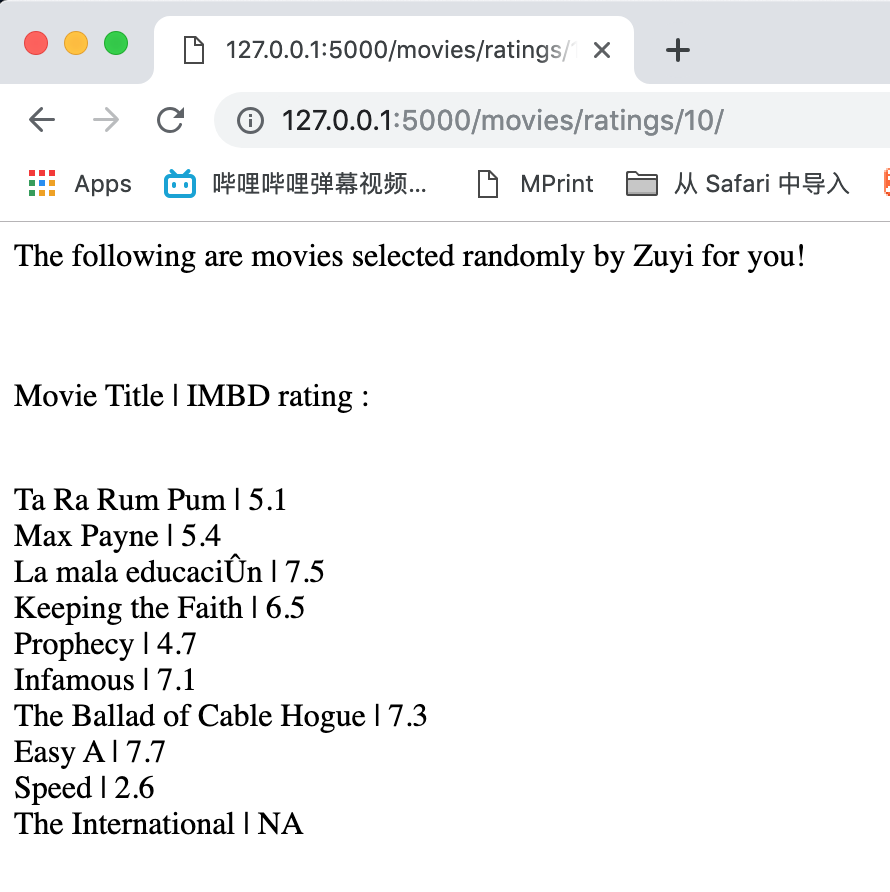 127.0.0.1:5000/movies/ratings/
127.0.0.1:5000/movies/ratings/10/
Apps 哔哩哔哩弹幕视频... MPrint 从 Safari 中导入
The following are movies selected randomly by Zuyi for you!
Movie Title | IMBD rating :
Ta Ra Rum Pum | 5.1
Max Payne | 5.4
La mala educaciÛn | 7.5
Keeping the Faith | 6.5
Prophecy | 4.7
Infamous | 7.1
The Ballad of Cable Hogue | 7.3
Easy A | 7.7
Speed | 2.6
The International | NA